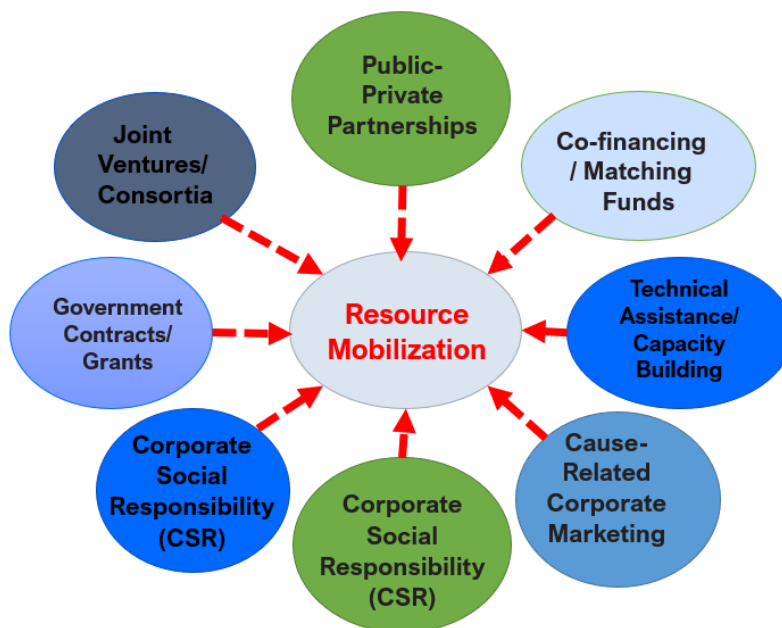 Public-
Private
Partnerships
Joint
Ventures/
Consortia
Co-financing
/ Matching
Funds
Government
Contracts/
Grants
Resource
Mobilization
Technical
Assistance/
Capacity
Building
Corporate
Social
Responsibility
(CSR)
Corporate
Social
Responsibility
(CSR)
Cause-
Related
Corporate
Marketing